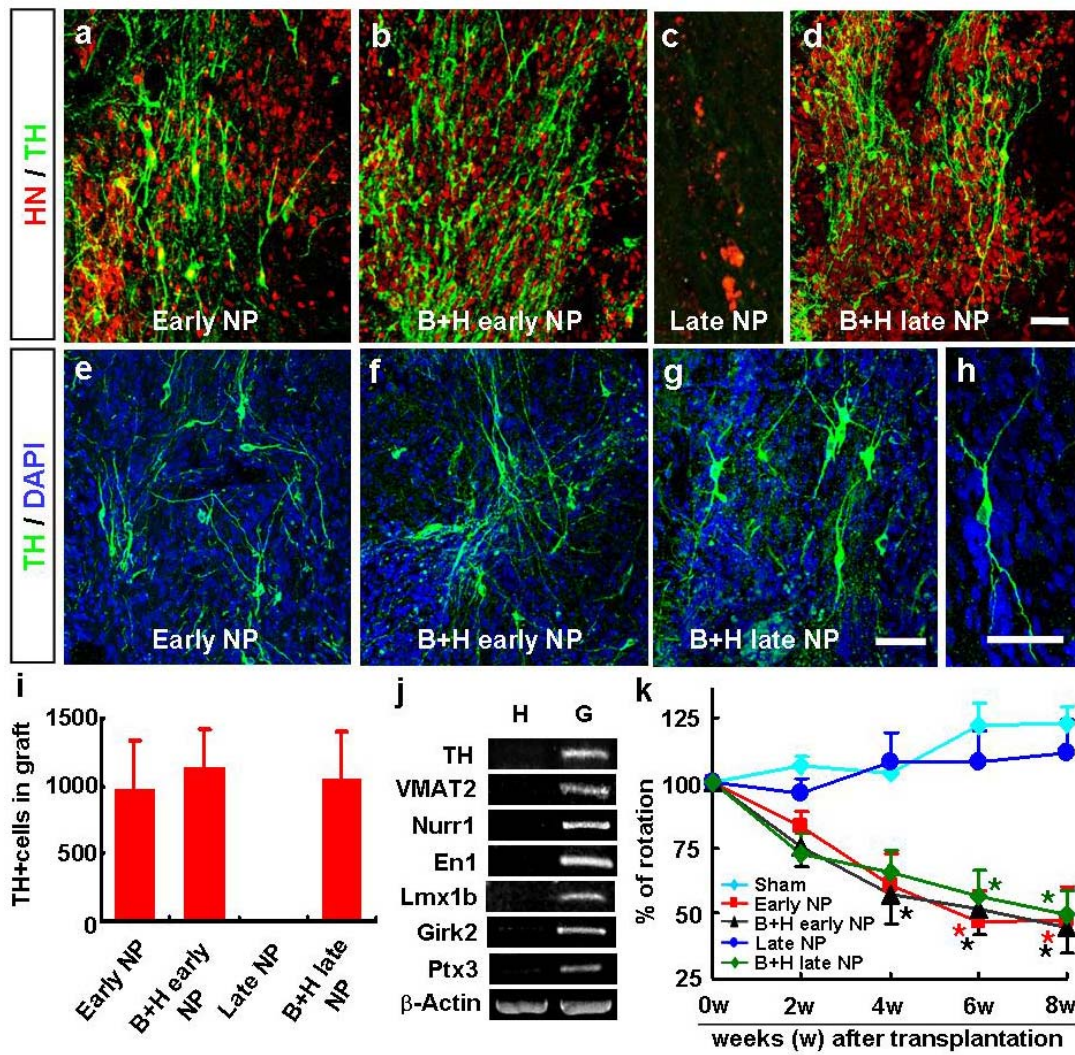 HN / TH
a
b
c
d
Early NP
B+H early NP
Late NP
B+H late NP
TH / DAPI
e
f
g
h
Early NP
B+H early NP
B+H late NP
i
TH+cells in graft
1500
1000
500
0
Early NP
B+H early
NP
Late NP
B+H late
NP
j
H G
TH
VMAT2
Nurr1
En1
Lmx1b
Girk2
Ptx3
β-Actin
k
% of rotation
125
100
75
50
25
Sham
Early NP
B+H early NP
Late NP
B+H late NP
*
*
*
*
*
*
*
0w 2w 4w 6w 8w
weeks (w) after transplantation